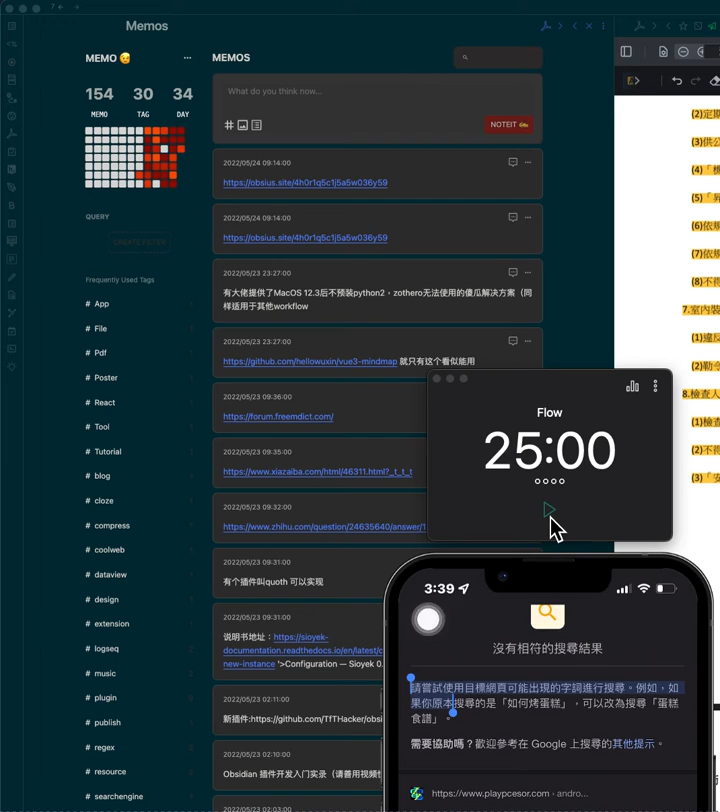 Memos
MEMO
MEMOS
154 30 34
MEMO TAG DAY
QUERY
CREATE FILTER
Frequently Used Tags
# App
# File
# Pdf
# Poster
# React
# Tool
# Tutorial
# blog
# cloze
# compress
# coolweb
# dataview
# design
# extension
# logseq
# music
# plugin
# publish
# regex
# resource
# searchengine
What do you think now...
NOTEIT
2022/05/24 09:14:00
https://obsius.site/4h0r1q5c1j5a5w036y59
2022/05/24 09:14:00
https://obsius.site/4h0r1q5c1j5a5w036y59
2022/05/23 23:27:00
有大佬提供了MacOS 12.3后不预装python2，zothero无法使用的傻瓜解决方案（同
样适用于其他workflow
2022/05/23 23:27:00
https://github.com/hellowuxin/vue3-mindmap 就只有这个看似能用
2022/05/23 09:36:00
https://forum.freemdict.com/
2022/05/23 09:35:00
https://www.xiazaiba.com/html/46311.html?_t_t_t
2022/05/23 09:32:00
https://www.zhihu.com/question/24635640/answer/1
2022/05/23 09:31:00
有个插件叫quoth 可以实现
2022/05/23 09:31:00
说明书地址：https://sioyek-
documentation.readthedocs.io/en/latest/c
new-instance '>Configuration — Sioyek 0.
2022/05/23 02:11:00
新插件:https://github.com/TfTHacker/obsi
2022/05/23 02:10:00
Obsidian 插件开发入门实录（请善用视频
2022/05/23 02:03:00
(2)定
(3)供公
(4)「
(5)「
(6)依
(7)依
(8)不得
7.室內裝
(1)違
(2)勒令
8.檢查人
(1)檢
(2)不得
(3)「安
Flow
25:00
3:39
沒有相符的搜尋結果
請嘗試使用目標網頁可能出現的字詞進行搜尋。例如，如
果你原本搜尋的是「如何烤蛋糕」，可以改為搜尋「蛋糕
食譜」。
需要協助嗎？歡迎參考在 Google 上搜尋的其他提示。
https://www.playpcesor.com › andro...